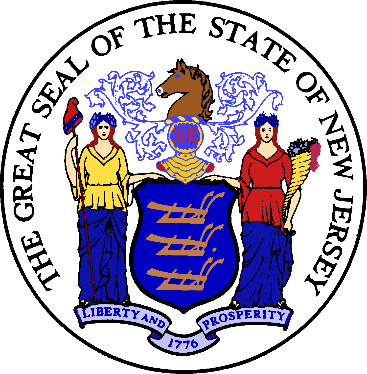 THE GREAT SEAL OF THE STATE OF NEW JERSEY
LIBERTY AND
1776
PROSPERITY